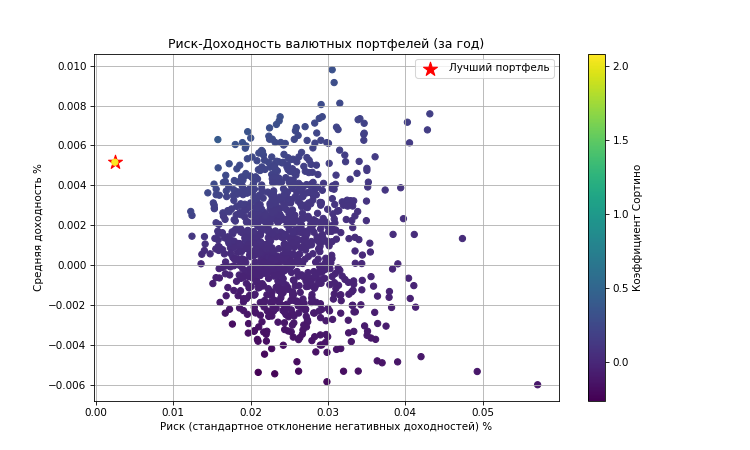 Риск-Доходность валютных портфелей (за год)
Лучший портфель
Средняя доходность %
0.010
0.008
0.006
0.004
0.002
0.000
−0.002
−0.004
−0.006
0.00 0.01 0.02 0.03 0.04 0.05
Риск (стандартное отклонение негативных доходностей) %
2.0
1.5
1.0
0.5
0.0
Коэффициент Сортино